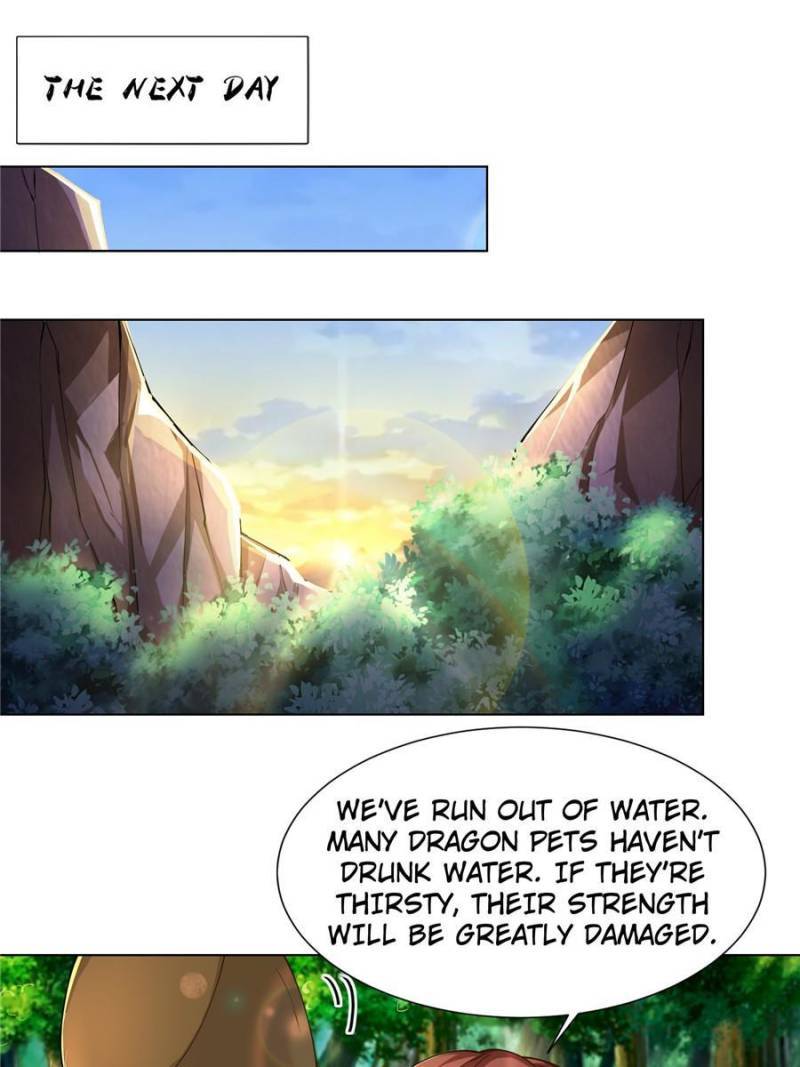 THE NEXT DAY
WE'VE RUN OUT OF WATER.
MANY DRAGON PETS HAVEN'T
DRUNK WATER. IF THEY'RE
THIRSTY, THEIR STRENGTH
WILL BE GREATLY DAMAGED.